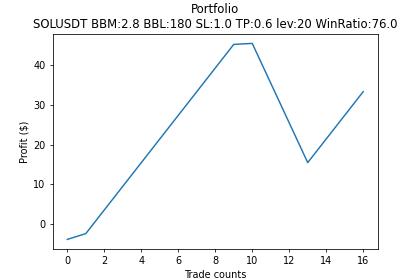 Portfolio
SOLUSDT BBM:2.8 BBL:180 SL:1.0 TP:0.6 lev:20 WinRatio:76.0
40
30
20
10
0
Profit ($)
0 2 4 6 8 10 12 14 16
Trade counts